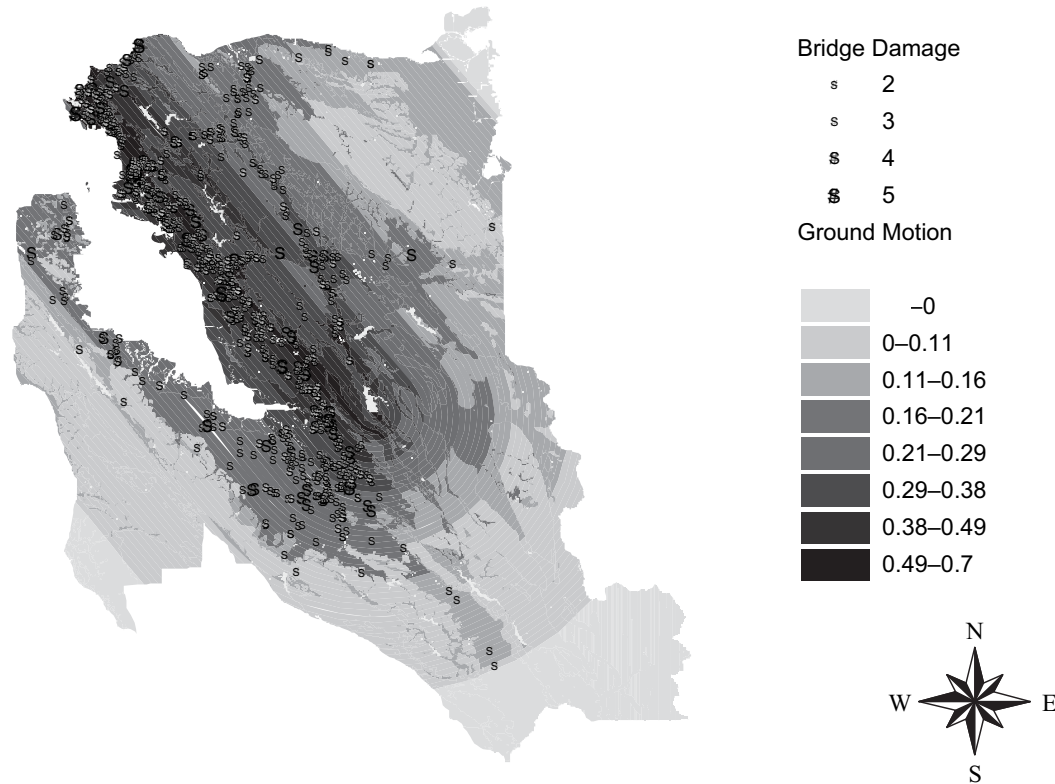 Bridge Damage
s 2
s 3
s 4
s 5
Ground Motion
–0
0–0.11
0.11–0.16
0.16–0.21
0.21–0.29
0.29–0.38
0.38–0.49
0.49–0.7
N
W E
S